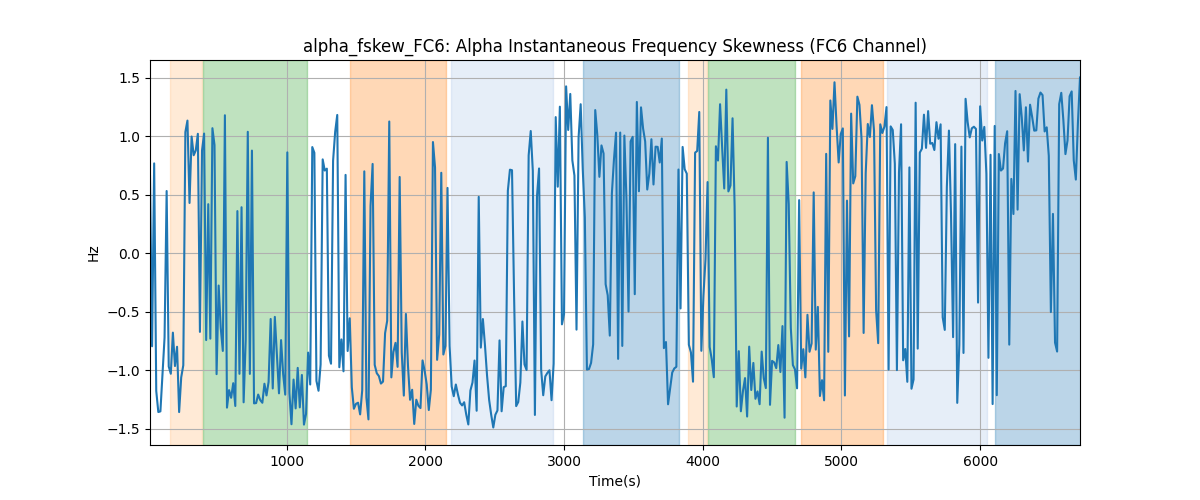 alpha_fskew_FC6: Alpha Instantaneous Frequency Skewness (FC6 Channel)
1.5
1.0
0.5
0.0
−0.5
−1.0
−1.5
Hz
1000 2000 3000 4000 5000 6000
Time(s)